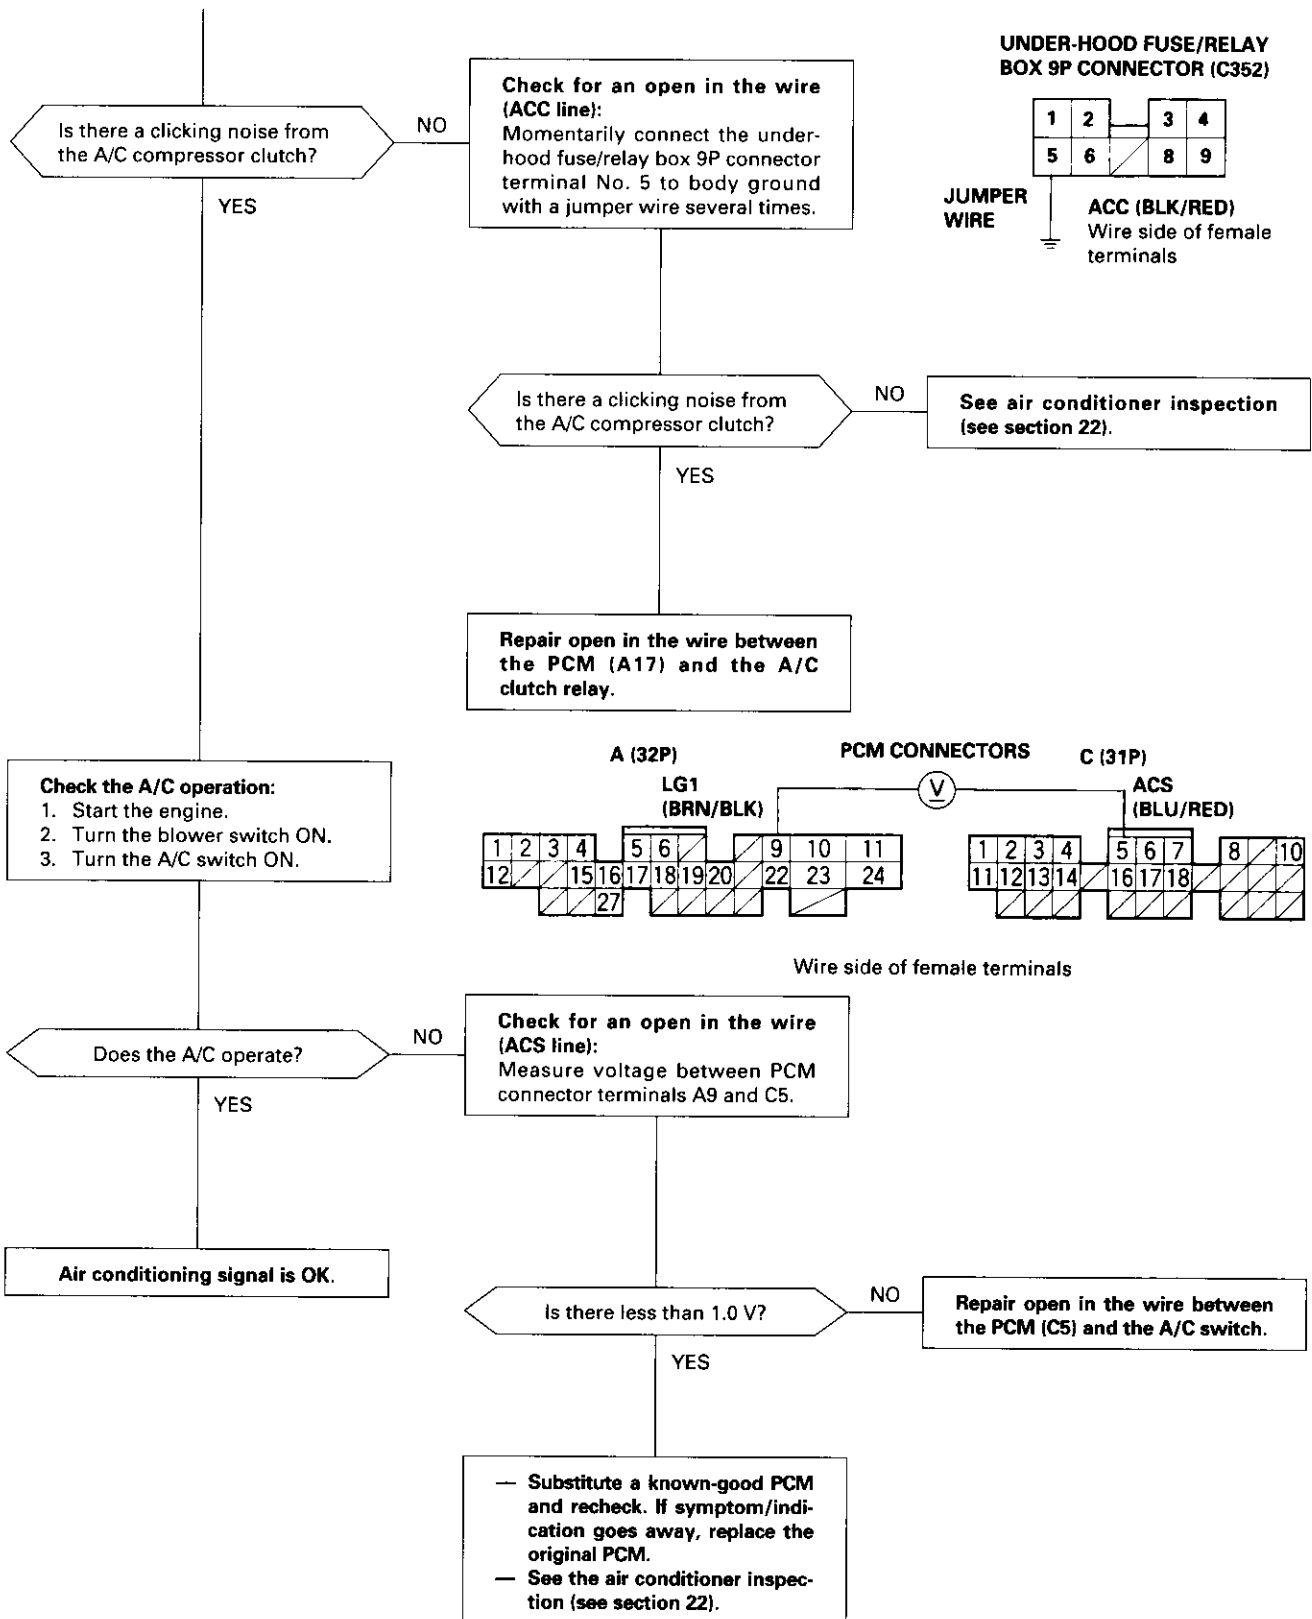 UNDER-HOOD FUSE/RELAY
BOX 9P CONNECTOR (C352)
1 2 3 4
5 6 8 9
JUMPER
WIRE
ACC (BLK/RED)
Wire side of female
terminals
Is there a clicking noise from
the A/C compressor clutch?
NO
YES
Check for an open in the wire
(ACC line):
Momentarily connect the under-
hood fuse/relay box 9P connector
terminal No. 5 to body ground
with a jumper wire several times.
Is there a clicking noise from
the A/C compressor clutch?
NO
YES
See air conditioner inspection
(see section 22).
Repair open in the wire between
the PCM (A17) and the A/C
clutch relay.
Check the A/C operation:
1. Start the engine.
2. Turn the blower switch ON.
3. Turn the A/C switch ON.
A (32P)
PCM CONNECTORS
C (31P)
LG1
(BRN/BLK)
V
ACS
(BLU/RED)
1 2 3 4 5 6 9 10 11
12 15 16 17 18 19 20 22 23 24
27
1 2 3 4 5 6 7 8 10
11 12 13 14 16 17 18
Wire side of female terminals
Does the A/C operate?
NO
YES
Check for an open in the wire
(ACS line):
Measure voltage between PCM
connector terminals A9 and C5.
Air conditioning signal is OK.
Is there less than 1.0 V?
NO
YES
Repair open in the wire between
the PCM (C5) and the A/C switch.
— Substitute a known-good PCM
and recheck. If symptom/indi-
cation goes away, replace the
original PCM.
— See the air conditioner inspec-
tion (see section 22).